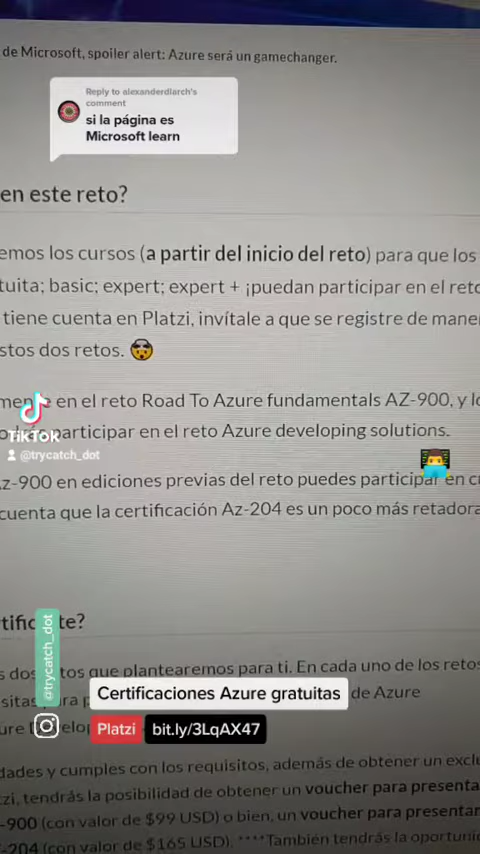 de Microsoft, spoiler alert: Azure será un gamechanger.
Reply to alexanderdlarch's
comment
si la página es
Microsoft learn
en este reto?
emos los cursos (a partir del inicio del reto) para que los
tuita; basic; expert; expert + ¡puedan participar en el reto
tiene cuenta en Platzi, invítale a que se registre de mane
stos dos retos.
en el reto Road To Azure fundamentals AZ-900, y lo
participar en el reto Azure developing solutions.
TikTok
@trycatch_dot
z-900 en ediciones previas del reto puedes participar en cu
cuenta que la certificación Az-204 es un poco más retadora
te?
@trycatch_dot
que plantearemos para ti. En cada uno de los retos
Certificaciones Azure gratuitas
de Azure
Platzi
bit.ly/3LqAX47
dades y cumples con los requisitos, además de obtener un exclu
zi, tendrás la posibilidad de obtener un voucher para presenta
-900 (con valor de $99 USD) o bien, un voucher para presentar
-204 (con valor de $165 USD). ****También tendrás la oportuni